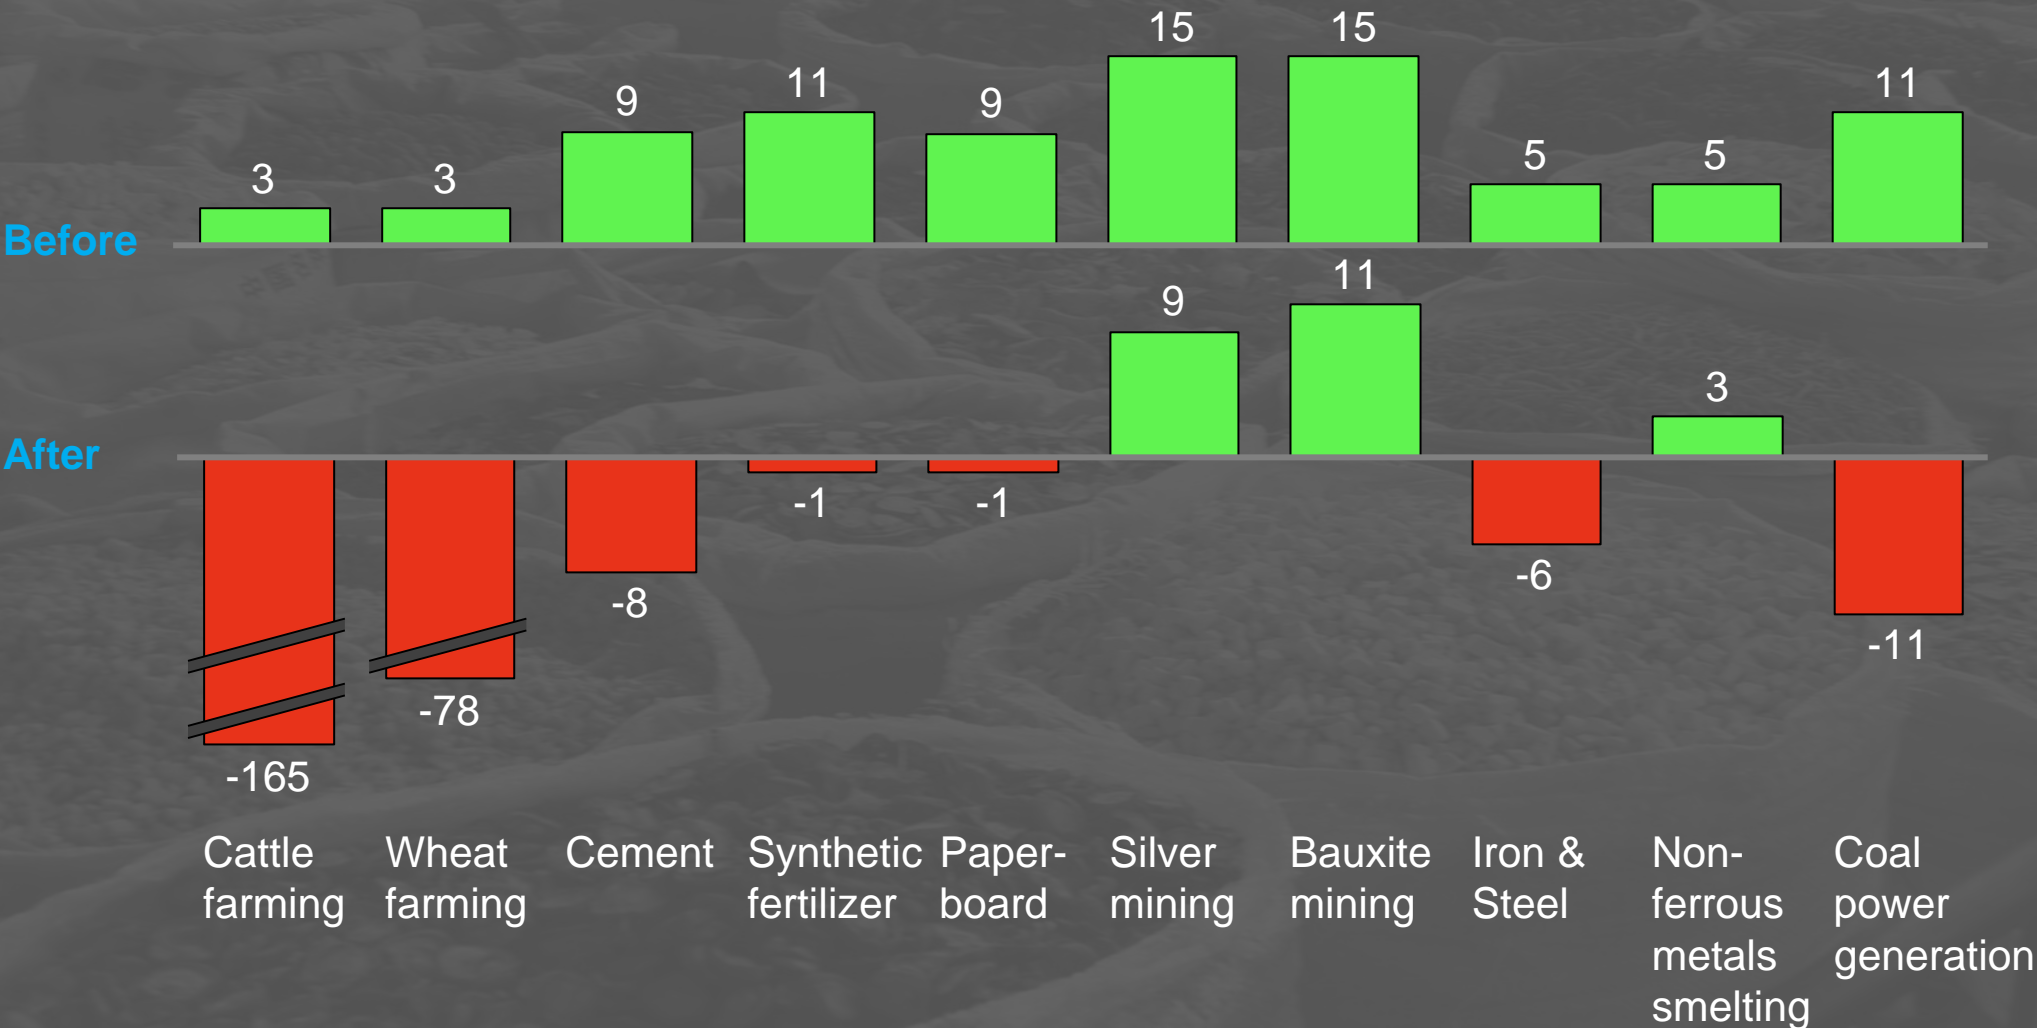 15 15
11 11
9 9
5 5
3 3
Before
11
9
3
After
-1 -1
-6
-8
-11
-78
-165
Cattle Wheat Cement Synthetic Paper- Silver Bauxite Iron & Non- Coal
farming farming fertilizer board mining mining Steel ferrous power
metals generation
smelting